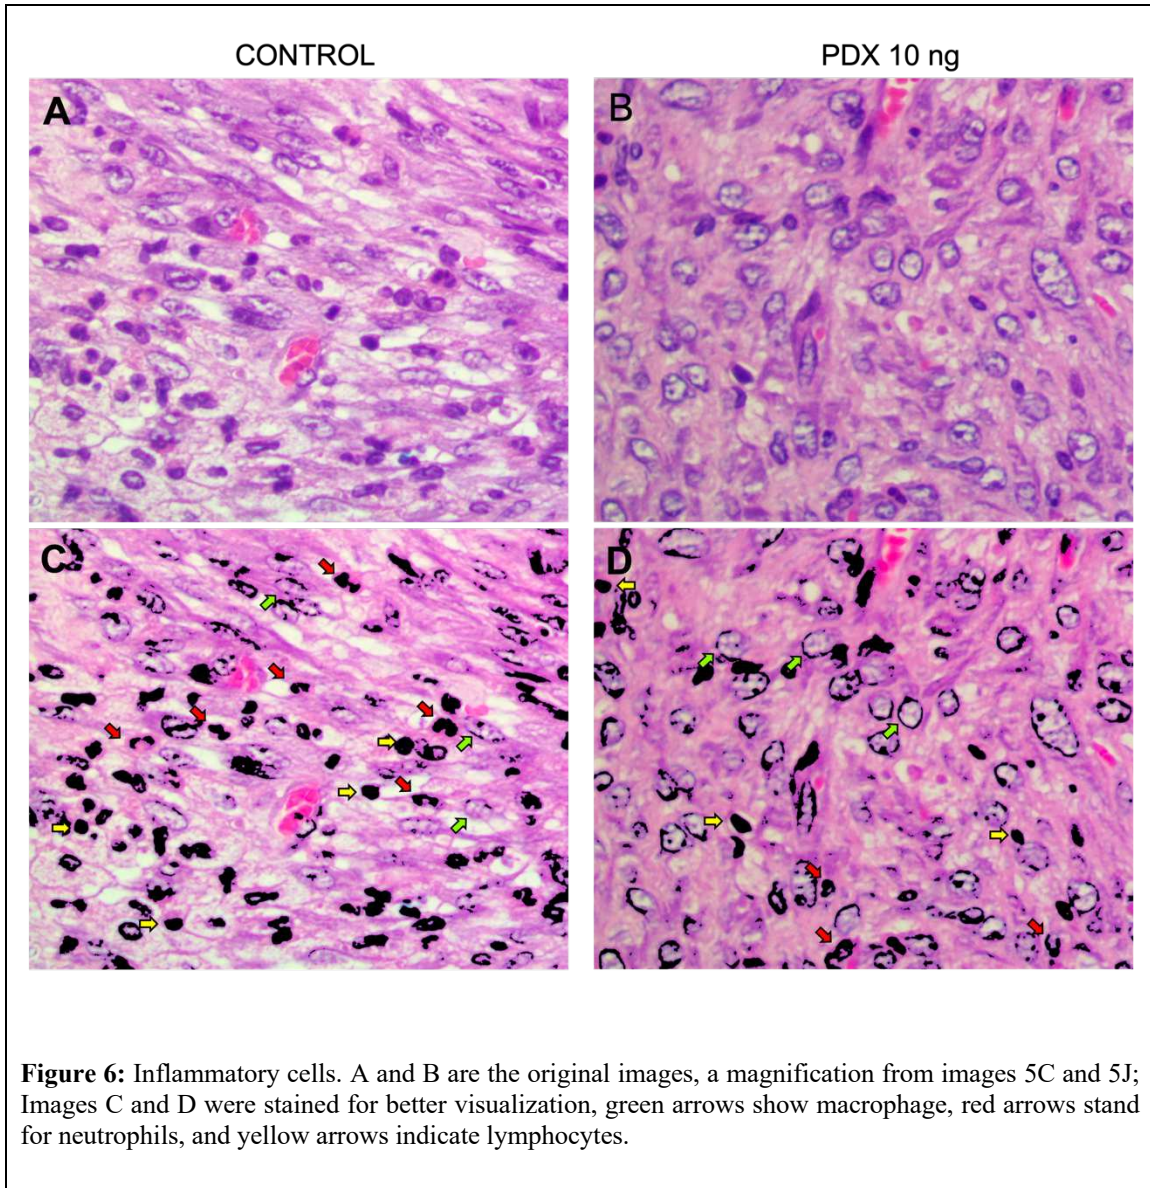 CONTROL
PDX 10 ng
A
B
C
D
Figure 6: Inflammatory cells. A and B are the original images, a magnification from images 5C and 5J;
Images C and D were stained for better visualization, green arrows show macrophage, red arrows stand
for neutrophils, and yellow arrows indicate lymphocytes.